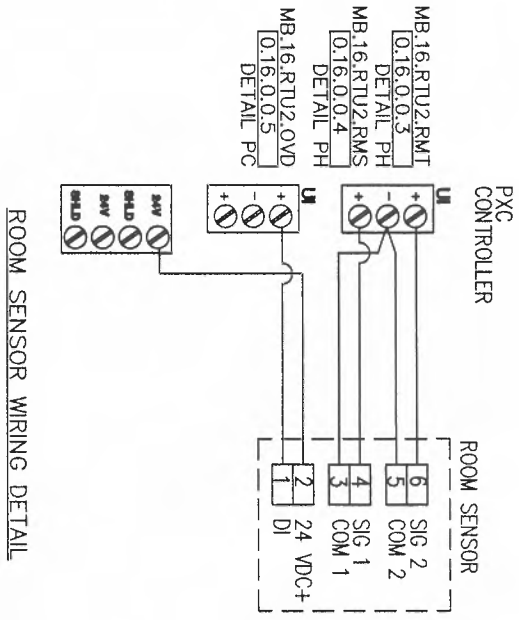 PXC
CONTROLLER
ROOM SENSOR
MB.16.RTU2.RMT
0.16.0.0.3
DETAIL PH
MB.16.RTU2.RMS
0.16.0.0.4
DETAIL PH
MB.16.RTU2.OVD
0.16.0.0.5
DETAIL PC
UI
+
-
+
UI
+
-
+
24V
SHLD
24V
SHLD
6 SIG 2
5 COM 2
4 SIG 1
3 COM 1
2 24 VDC+
1 DI
ROOM SENSOR WIRING DETAIL